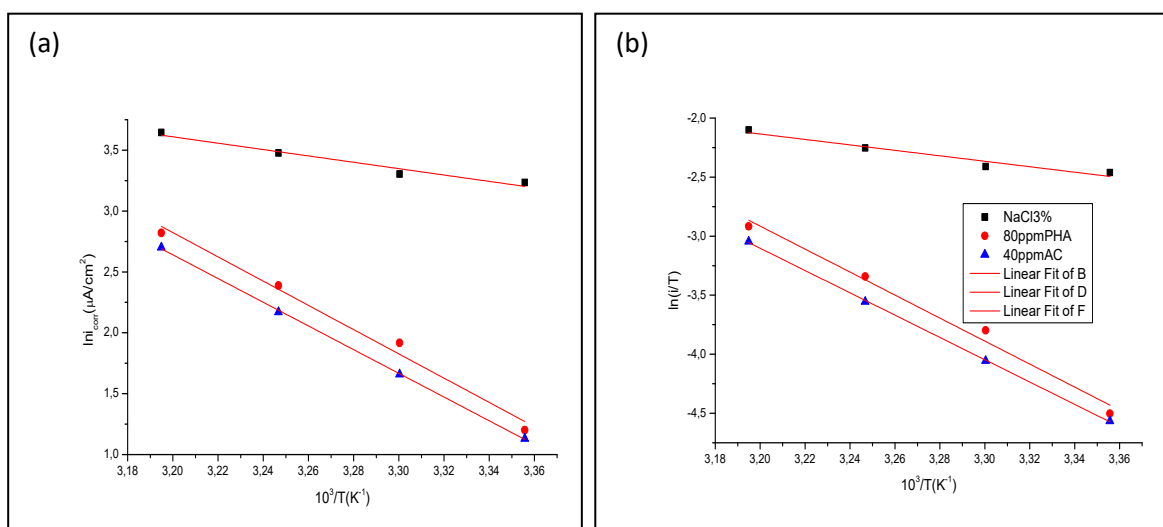 (a)
3,5
3,0
2,5
2,0
1,5
1,0
lni_corr(μA/cm²)
3,18 3,20 3,22 3,24 3,26 3,28 3,30 3,32 3,34 3,36
10³/T(K⁻¹)
(b)
-2,0
-2,5
-3,0
-3,5
-4,0
-4,5
ln(i/T)
NaCl3%
80ppmPHA
40ppmAC
Linear Fit of B
Linear Fit of D
Linear Fit of F
3,18 3,20 3,22 3,24 3,26 3,28 3,30 3,32 3,34 3,36
10³/T(K⁻¹)